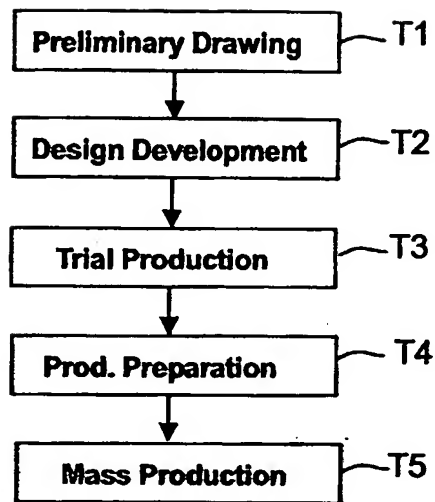 Preliminary Drawing T1
Design Development T2
Trial Production T3
Prod. Preparation T4
Mass Production T5